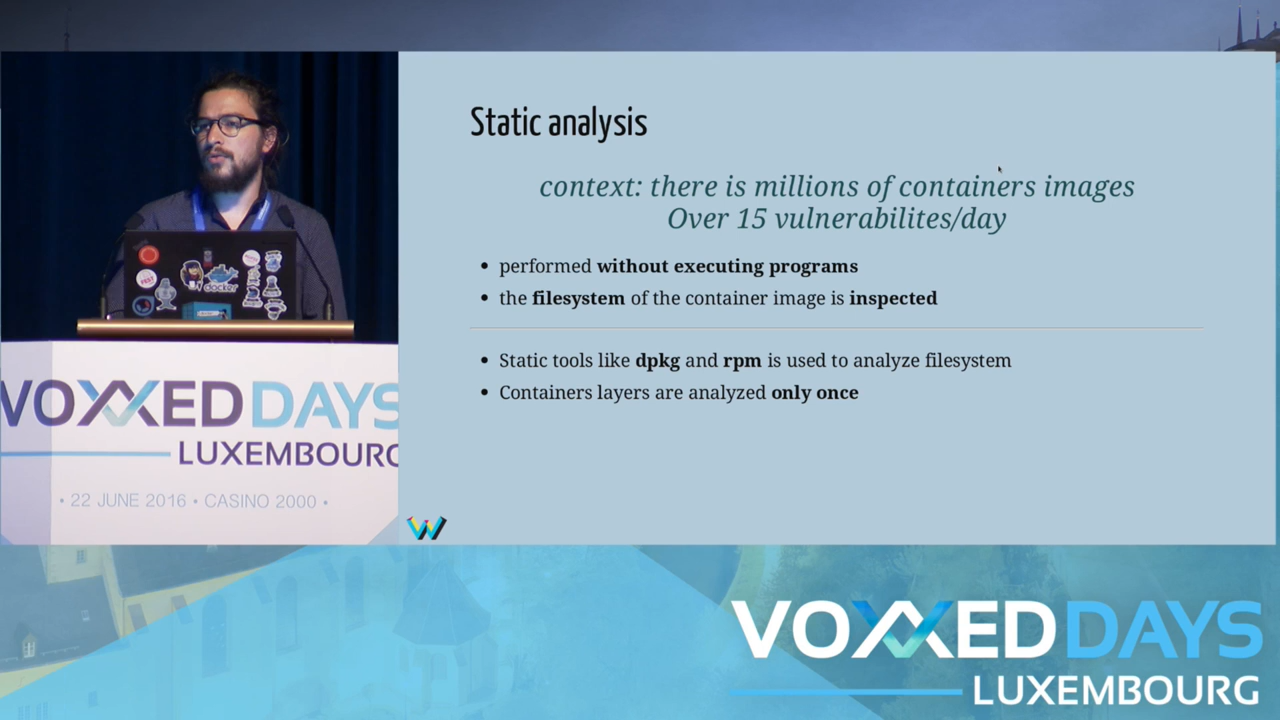 Static analysis
context: there is millions of containers images
Over 15 vulnerabilites/day
performed without executing programs
the filesystem of the container image is inspected
Static tools like dpkg and rpm is used to analyze filesystem
Containers layers are analyzed only once
docker
VOXXED DAYS
LUXEMBOURG
• 22 JUNE 2016 • CASINO 2000 •
W
VOXXED DAYS
LUXEMBOURG